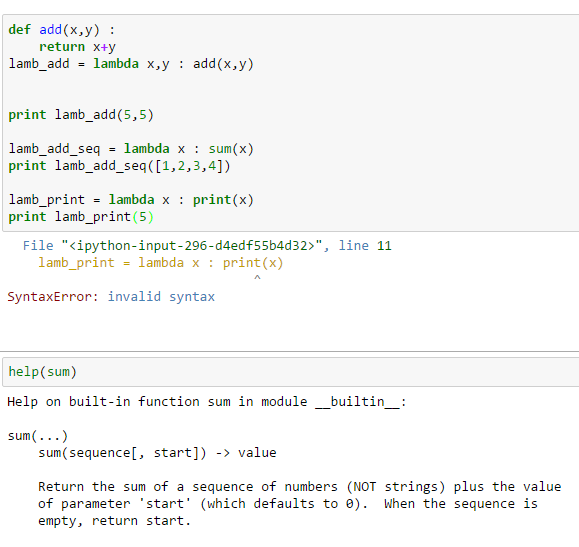 def add(x,y) :
    return x+y
lamb_add = lambda x,y : add(x,y)
print lamb_add(5,5)
lamb_add_seq = lambda x : sum(x)
print lamb_add_seq([1,2,3,4])
lamb_print = lambda x : print(x)
print lamb_print(5)
  File "<ipython-input-296-d4edf55b4d32>", line 11
    lamb_print = lambda x : print(x)
                                ^
SyntaxError: invalid syntax
help(sum)
Help on built-in function sum in module __builtin__:
sum(...)
    sum(sequence[, start]) -> value
    Return the sum of a sequence of numbers (NOT strings) plus the value
    of parameter 'start' (which defaults to 0).  When the sequence is
    empty, return start.